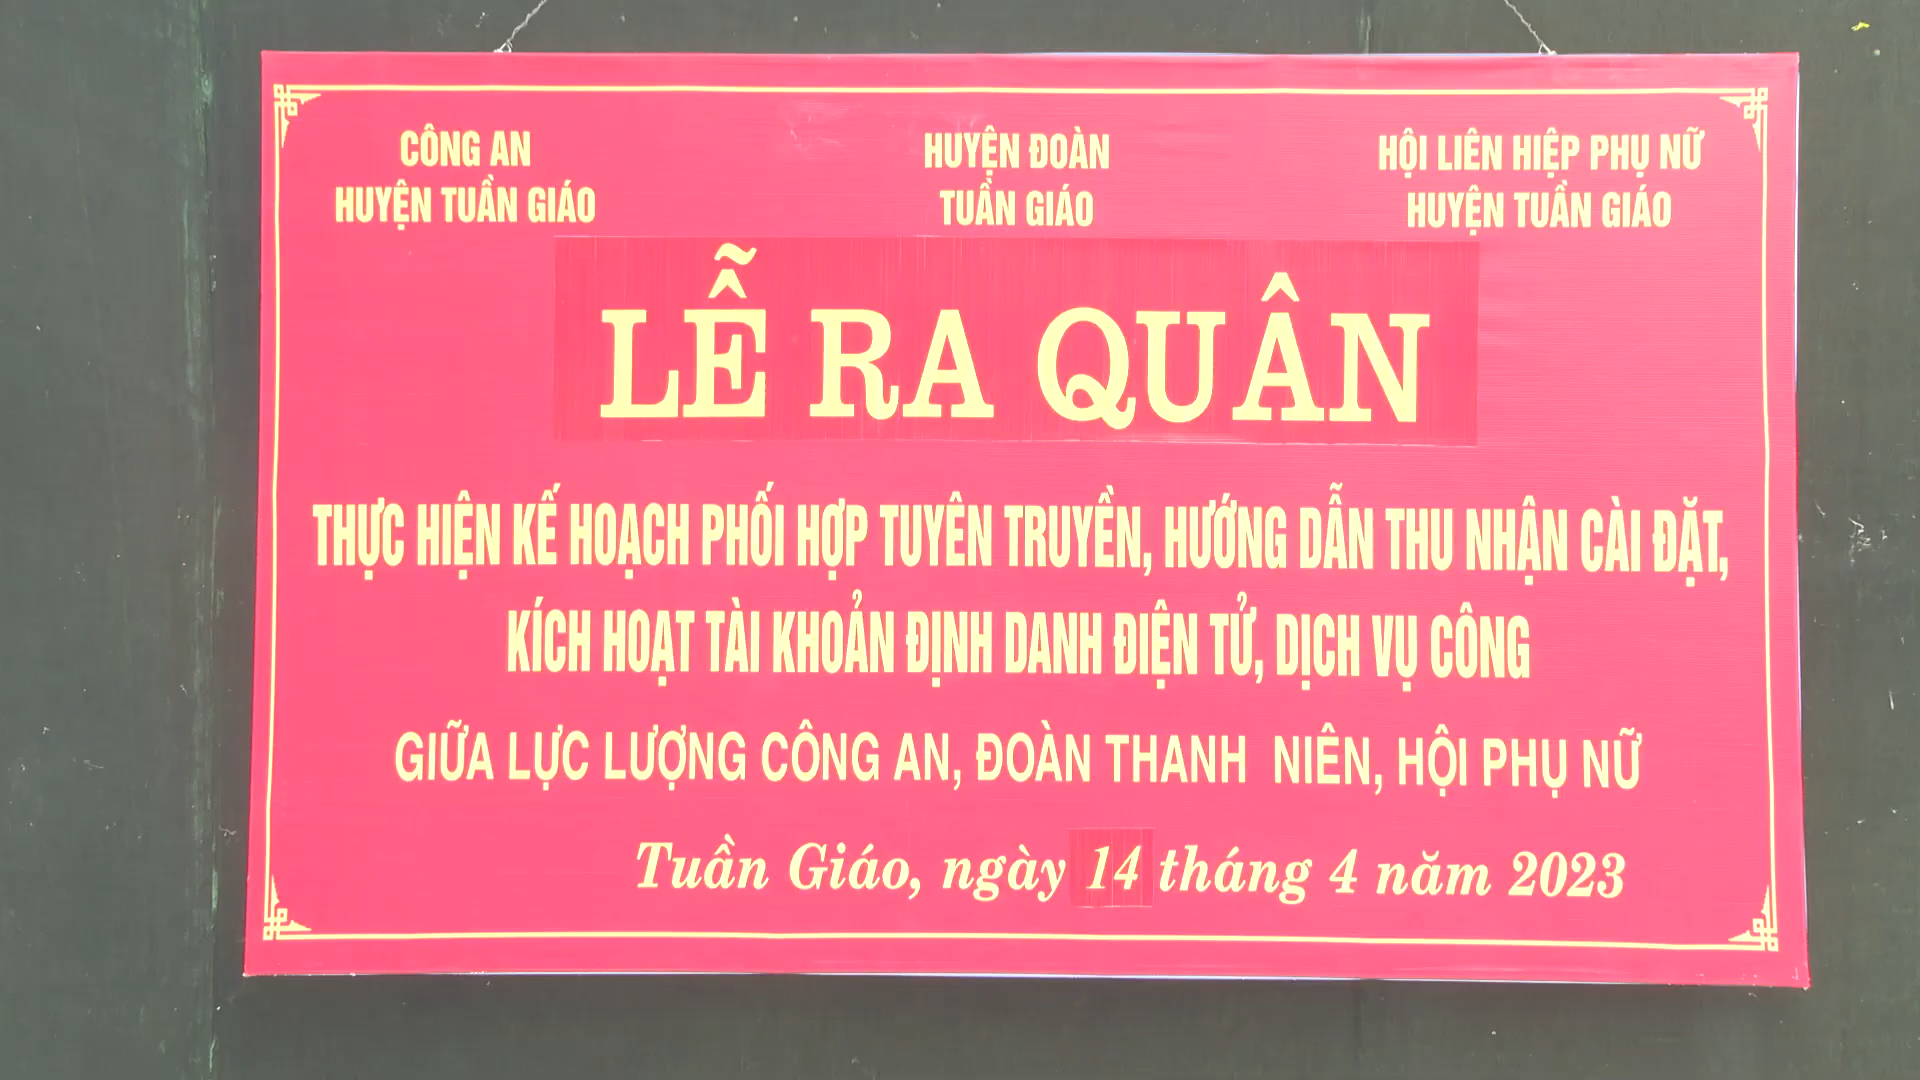 CÔNG AN
HUYỆN TUẦN GIÁO
HUYỆN ĐOÀN
TUẦN GIÁO
HỘI LIÊN HIỆP PHỤ NỮ
HUYỆN TUẦN GIÁO
LỄ RA QUÂN
THỰC HIỆN KẾ HOẠCH PHỐI HỢP TUYÊN TRUYỀN, HƯỚNG DẪN THU NHẬN CÀI ĐẶT,
KÍCH HOẠT TÀI KHOẢN ĐỊNH DANH ĐIỆN TỬ, DỊCH VỤ CÔNG
GIỮA LỰC LƯỢNG CÔNG AN, ĐOÀN THANH NIÊN, HỘI PHỤ NỮ
Tuần Giáo, ngày 14 tháng 4 năm 2023